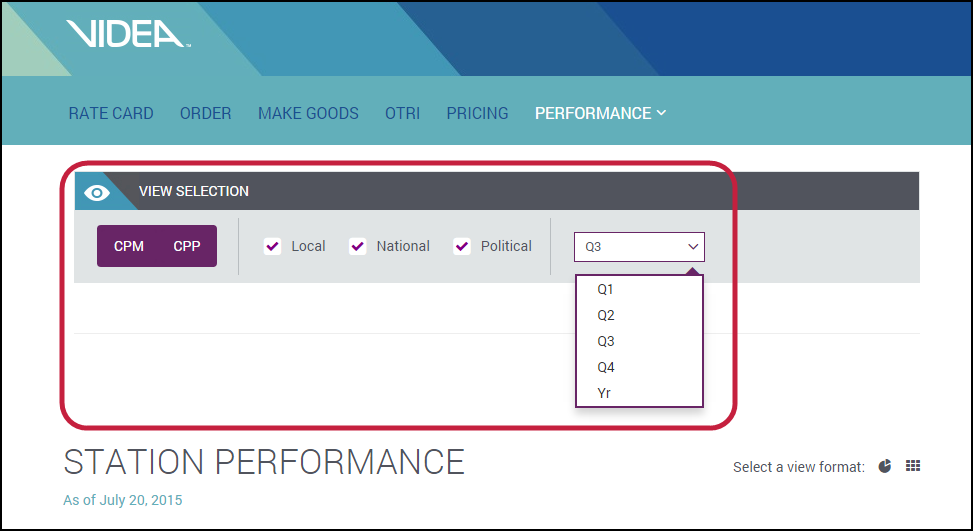 VIDEA™
RATE CARD ORDER MAKE GOODS OTRI PRICING PERFORMANCE
VIEW SELECTION
CPM CPP Local National Political Q3
Q1
Q2
Q3
Q4
Yr
STATION PERFORMANCE
Select a view format:
As of July 20, 2015